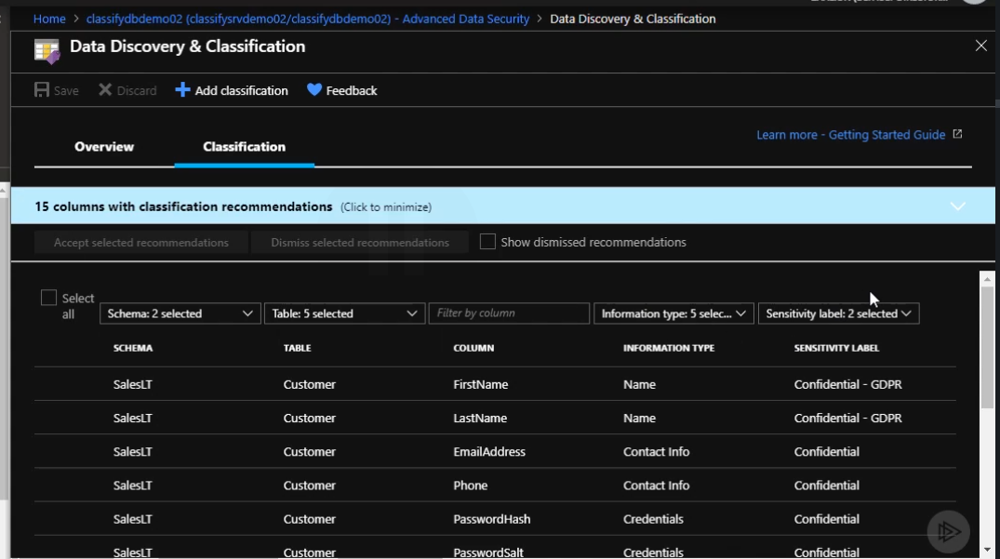 Home > classifydbdemo02 (classifysrvdemo02/classifydbdemo02) - Advanced Data Security > Data Discovery & Classification
Data Discovery & Classification
Save Discard Add classification Feedback
Learn more - Getting Started Guide
Overview Classification
15 columns with classification recommendations (Click to minimize)
Accept selected recommendations Dismiss selected recommendations Show dismissed recommendations
Select all
Schema: 2 selected Table: 5 selected Filter by column Information type: 5 selec... Sensitivity label: 2 selected
SCHEMA TABLE COLUMN INFORMATION TYPE SENSITIVITY LABEL
SalesLT Customer FirstName Name Confidential - GDPR
SalesLT Customer LastName Name Confidential - GDPR
SalesLT Customer EmailAddress Contact Info Confidential
SalesLT Customer Phone Contact Info Confidential
SalesLT Customer PasswordHash Credentials Confidential
SalesLT Customer PasswordSalt Credentials Confidential